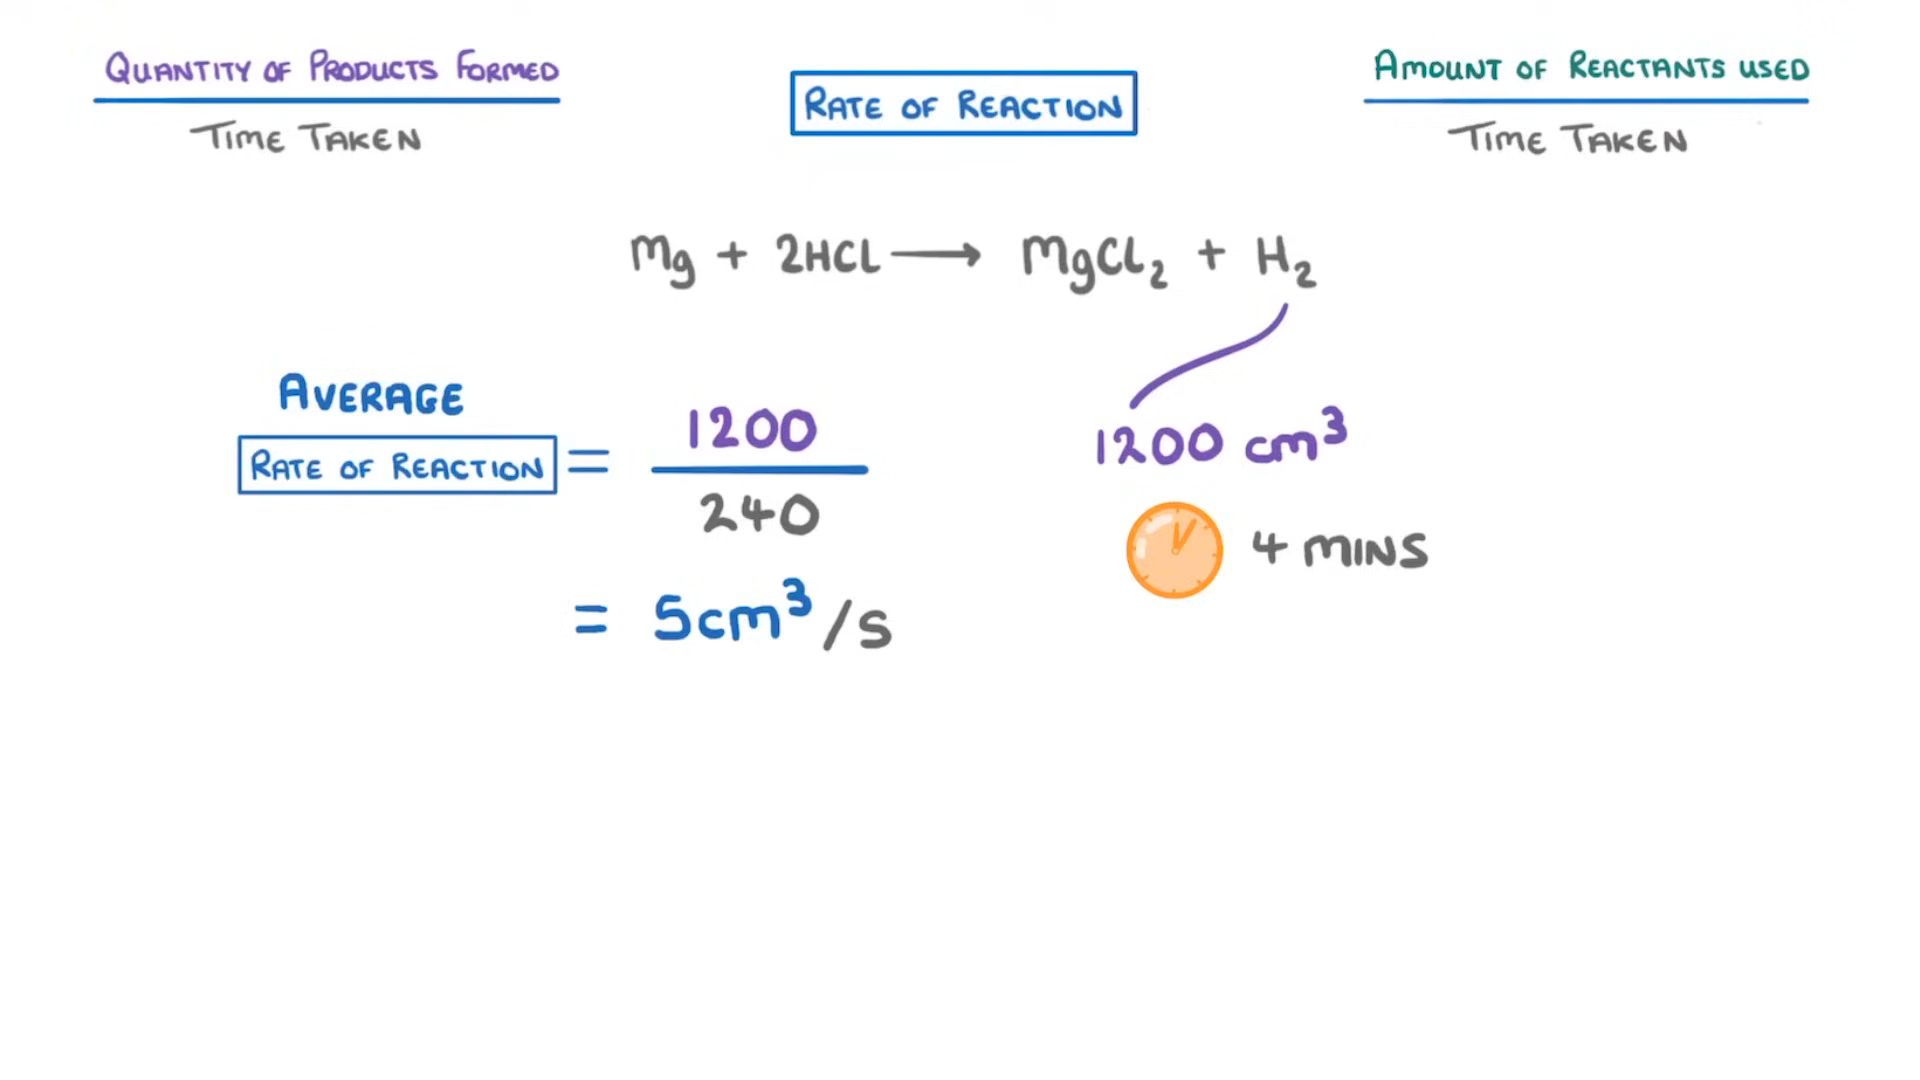 QUANTITY OF PRODUCTS FORMED
TIME TAKEN
RATE OF REACTION
AMOUNT OF REACTANTS USED
TIME TAKEN
Mg + 2HCL → MgCL₂ + H₂
AVERAGE
RATE OF REACTION = 1200
240
1200 cm³
4 MINS
= 5cm³/s